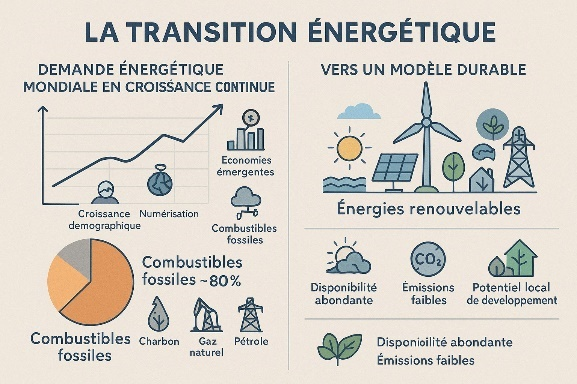 LA TRANSITION ÉNERGÉTIQUE
DEMANDE ÉNERGÉTIQUE
MONDIALE EN CROISSANCE CONTINUE
Economies
émergentes
Croissance
demographique
Numérisation
Combustibles
fossiles
Combustibles
fossiles ~80%
Combustibles
fossiles
Charbon
Gaz
naturel
Pétrole
VERS UN MODÈLE DURABLE
Énergies renouvelables
CO₂
Disponibilité
abondante
Émissions
faibles
Potentiel local
de developpement
Disponioilité abondante
Émissions faibles